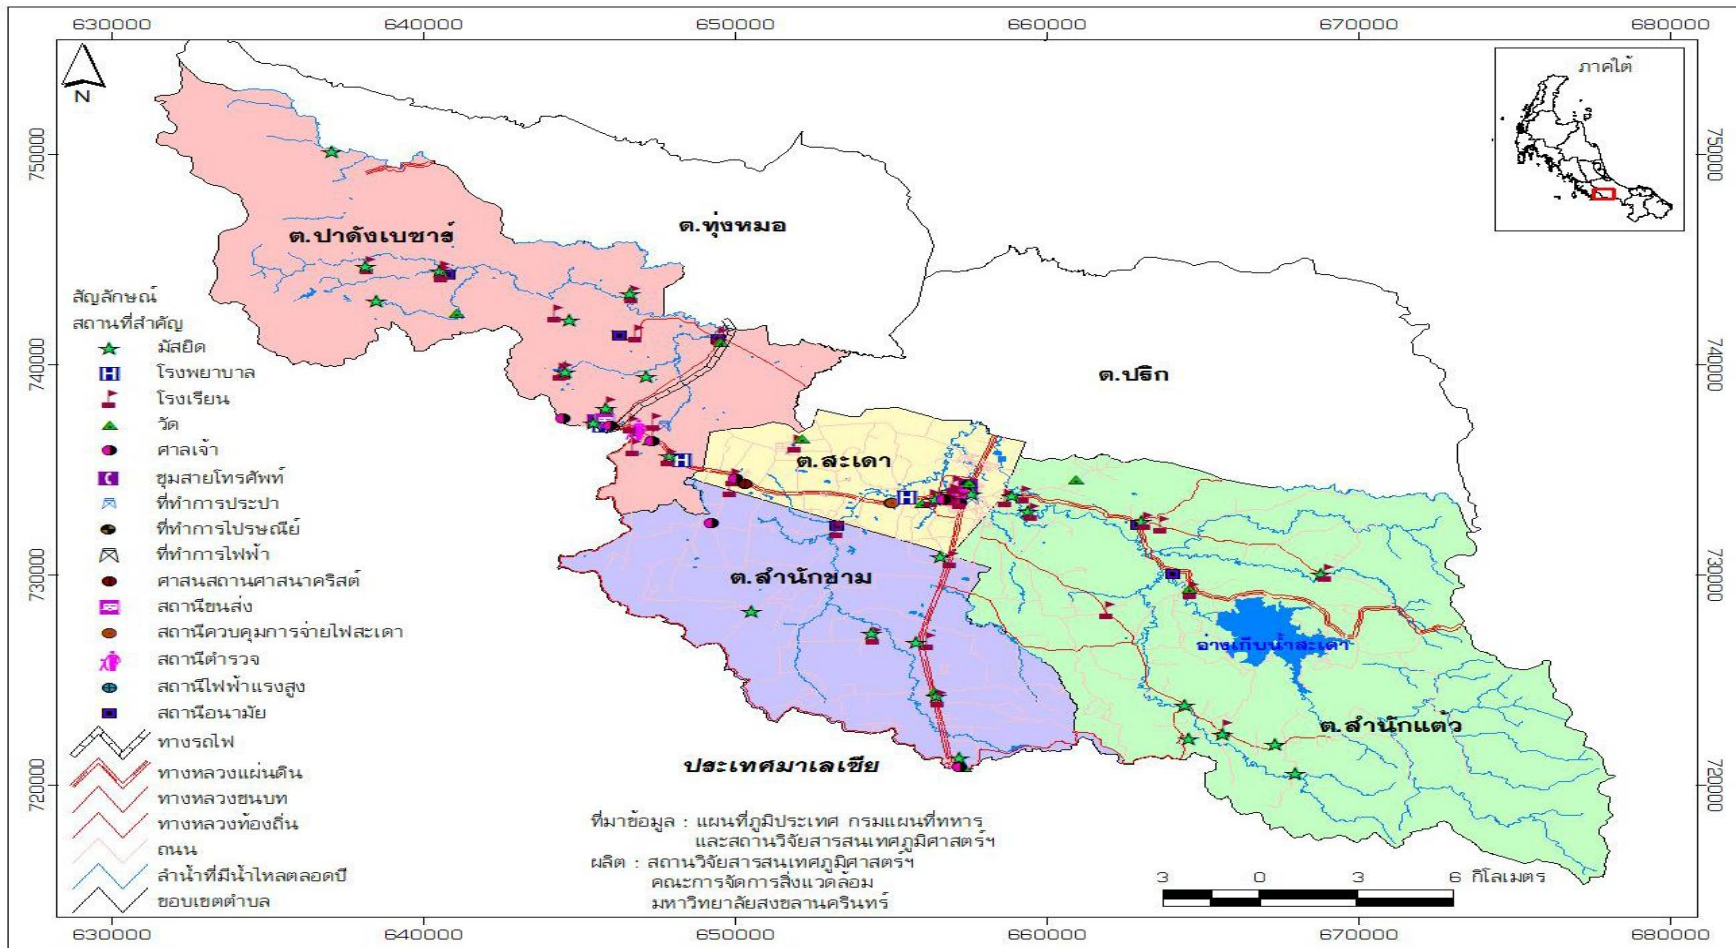 630000 640000 650000 660000 670000 680000
ภาคใต้
N
750000 750000
ต.ทุ่งหมอ
ต.ปาดังเบซาร์
สัญลักษณ์
สถานที่สำคัญ
มัสยิด
โรงพยาบาล
โรงเรียน
วัด
ศาลเจ้า
ชุมสายโทรศัพท์
ที่ทำการประปา
ที่ทำการไปรษณีย์
ที่ทำการไฟฟ้า
ศาสนสถานศาสนาคริสต์
สถานีขนส่ง
สถานีควบคุมการจ่ายไฟสะเดา
สถานีตำรวจ
สถานีไฟฟ้าแรงสูง
สถานีอนามัย
ทางรถไฟ
ทางหลวงแผ่นดิน
ทางหลวงชนบท
ทางหลวงท้องถิ่น
ถนน
ลำน้ำที่มีน้ำไหลตลอดปี
ขอบเขตตำบล
740000 740000
ต.ปริก
ต.สะเดา
730000 730000
ต.สำนักขาม
อ่างเก็บน้ำสะเดา
ต.สำนักแต้ว
ประเทศมาเลเซีย
720000 720000
ที่มาข้อมูล : แผนที่ภูมิประเทศ กรมแผนที่ทหาร
และสถานวิจัยสารสนเทศภูมิศาสตร์ฯ
ผลิต : สถานวิจัยสารสนเทศภูมิศาสตร์ฯ
คณะการจัดการสิ่งแวดล้อม
มหาวิทยาลัยสงขลานครินทร์
3 0 3 6 กิโลเมตร
630000 640000 650000 660000 670000 680000